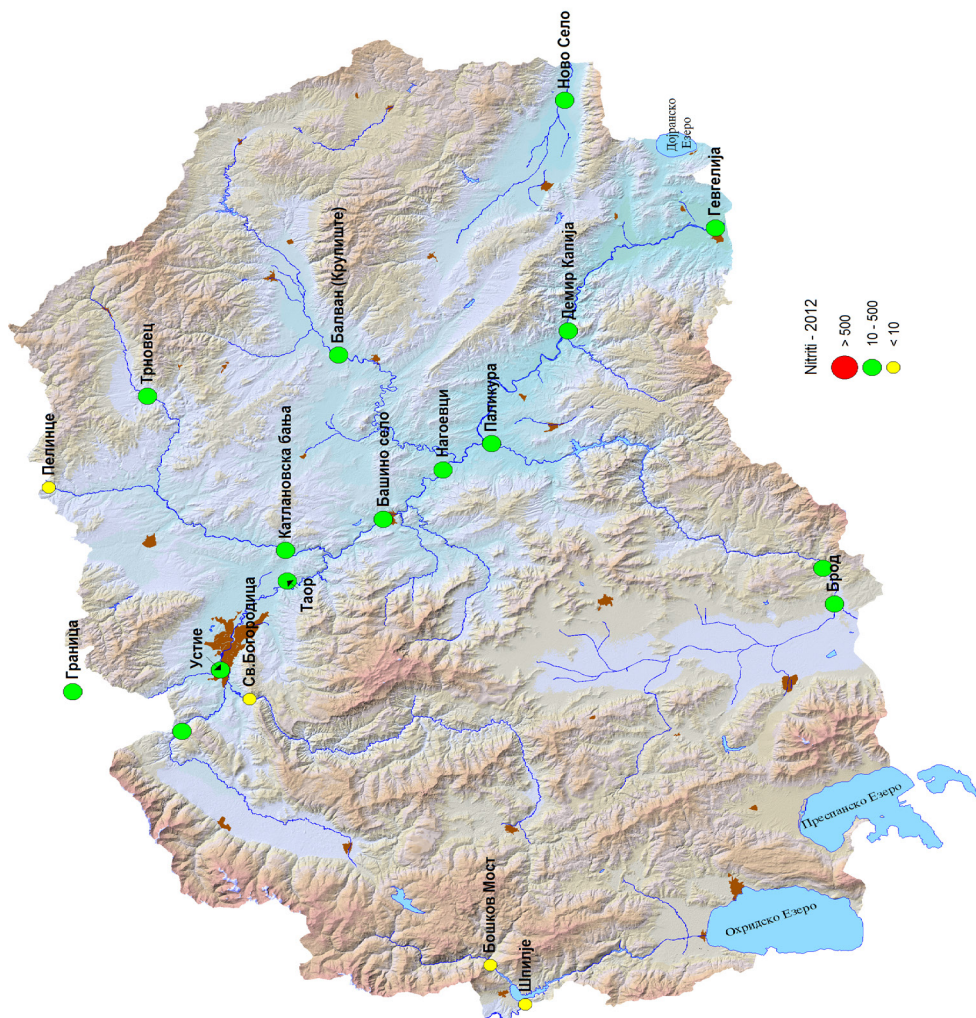 Пелинце
Граница
Трновец
Устие
Св.Богородица
Катлановска бања
Таор
Балван (Крупиште)
Башино село
Нагоевци
Паликура
Демир Капија
Ново Село
Дојранско
Езеро
Гевгелија
Брод
Бошков Мост
Шпилје
Охридско Езеро
Преспанско Езеро
Nitriti - 2012
> 500
10 - 500
< 10